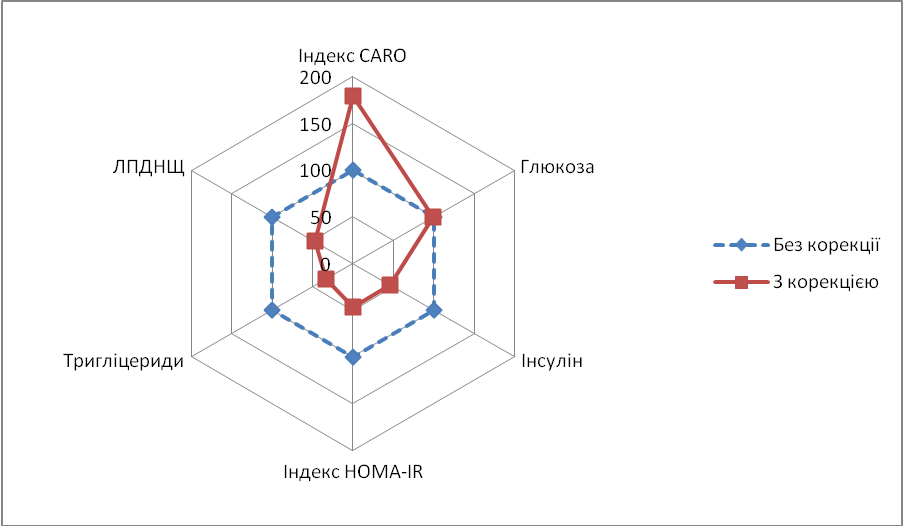 Індекс CARO
200
150
100
50
0
Глюкоза
Інсулін
Індекс HOMA-IR
Тригліцериди
ЛПДНЩ
Без корекції
З корекцією